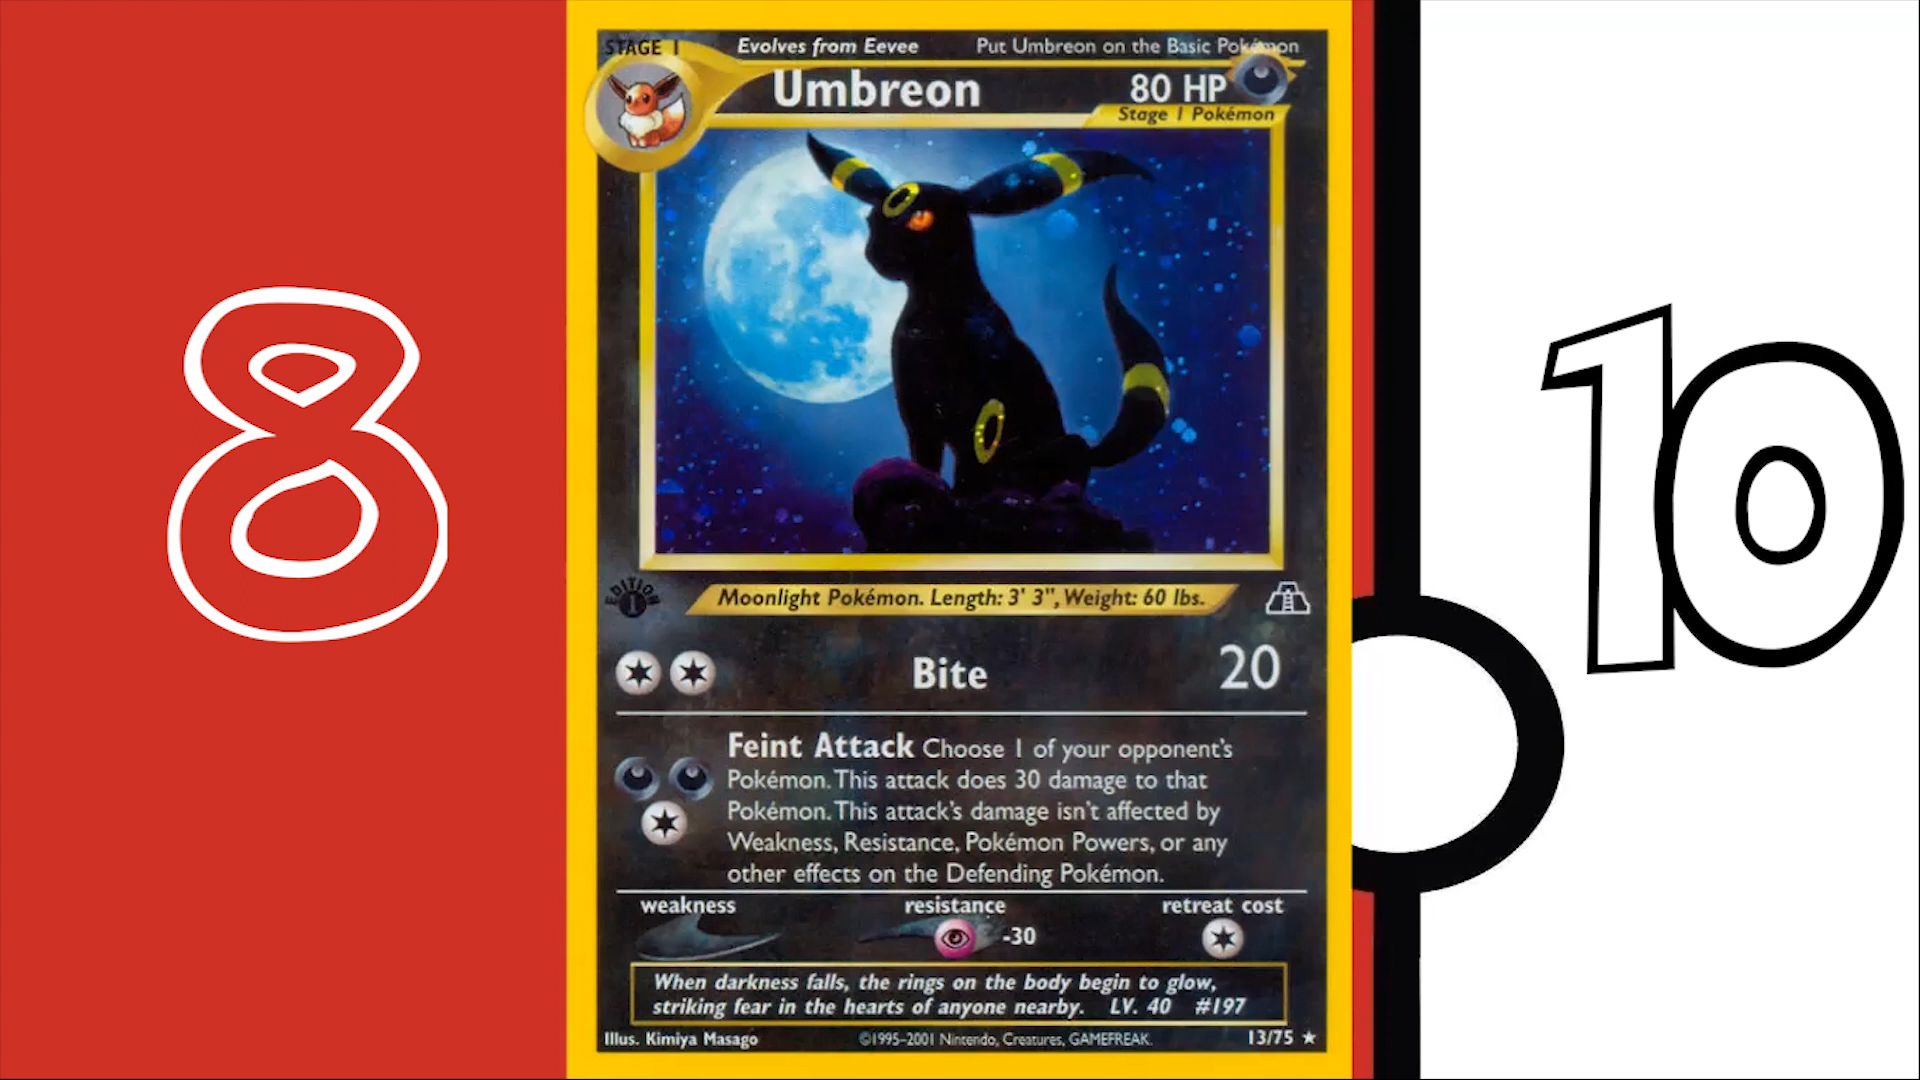 8
STAGE 1
Evolves from Eevee
Put Umbreon on the Basic Pokémon
Umbreon
80 HP
Stage 1 Pokémon
EDITION
1
Moonlight Pokémon. Length: 3' 3", Weight: 60 lbs.
Bite
20
Feint Attack Choose 1 of your opponent's
Pokémon. This attack does 30 damage to that
Pokémon. This attack's damage isn't affected by
Weakness, Resistance, Pokémon Powers, or any
other effects on the Defending Pokémon.
weakness
resistance
retreat cost
-30
When darkness falls, the rings on the body begin to glow,
striking fear in the hearts of anyone nearby. LV. 40 #197
Illus. Kimiya Masago
©1995-2001 Nintendo, Creatures, GAMEFREAK.
13/75 ★
10